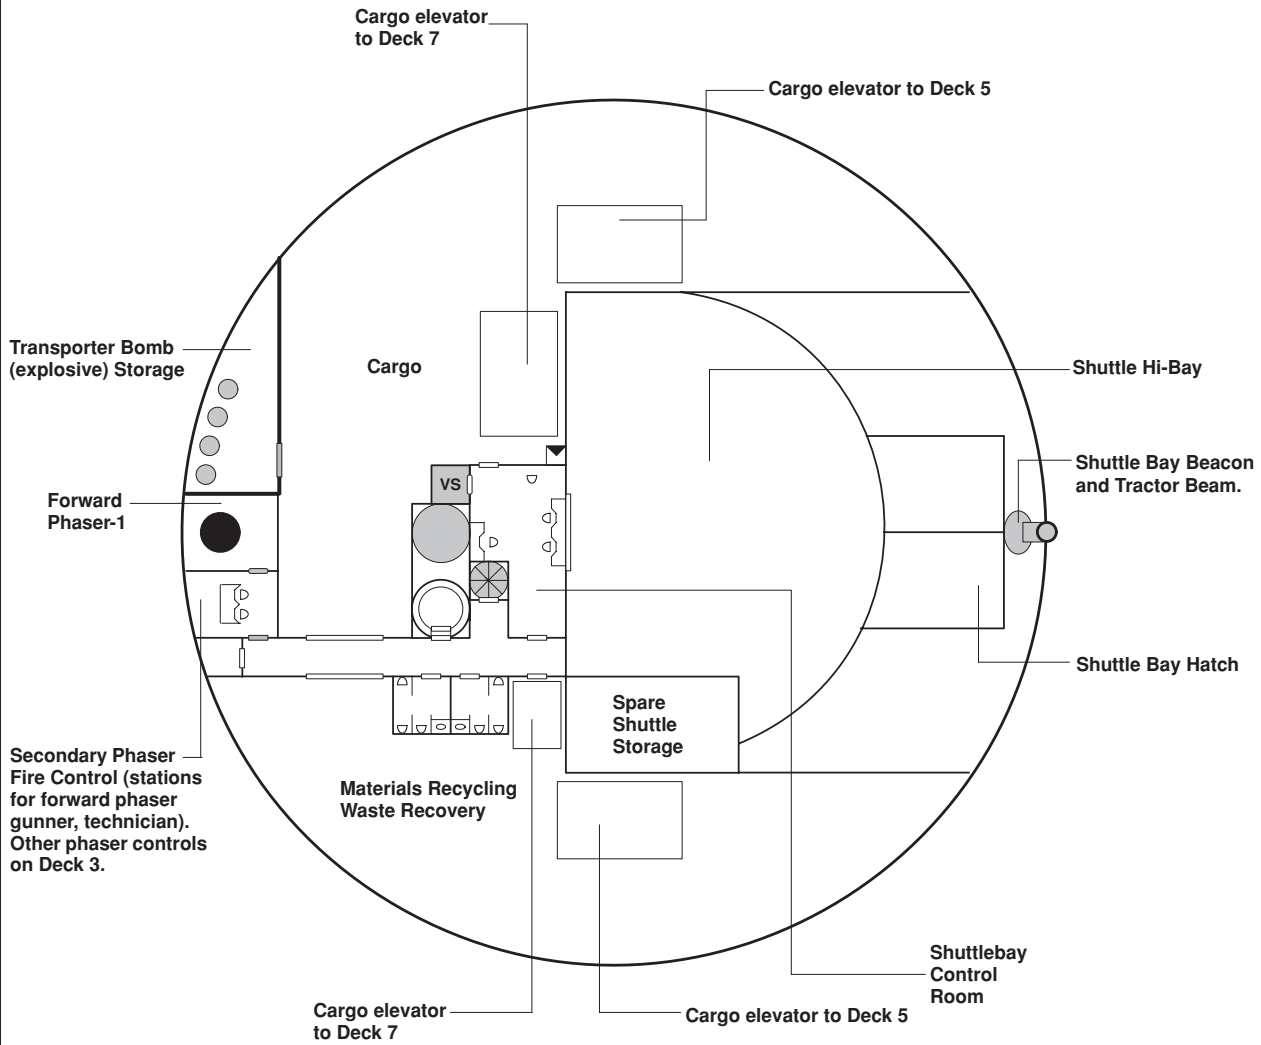 Cargo elevator
to Deck 7
Cargo elevator to Deck 5
Transporter Bomb
(explosive) Storage
Cargo
Shuttle Hi-Bay
Shuttle Bay Beacon
and Tractor Beam.
VS
Forward
Phaser-1
Shuttle Bay Hatch
Spare
Shuttle
Storage
Secondary Phaser
Fire Control (stations
for forward phaser
gunner, technician).
Other phaser controls
on Deck 3.
Materials Recycling
Waste Recovery
Shuttlebay
Control
Room
Cargo elevator
to Deck 7
Cargo elevator to Deck 5